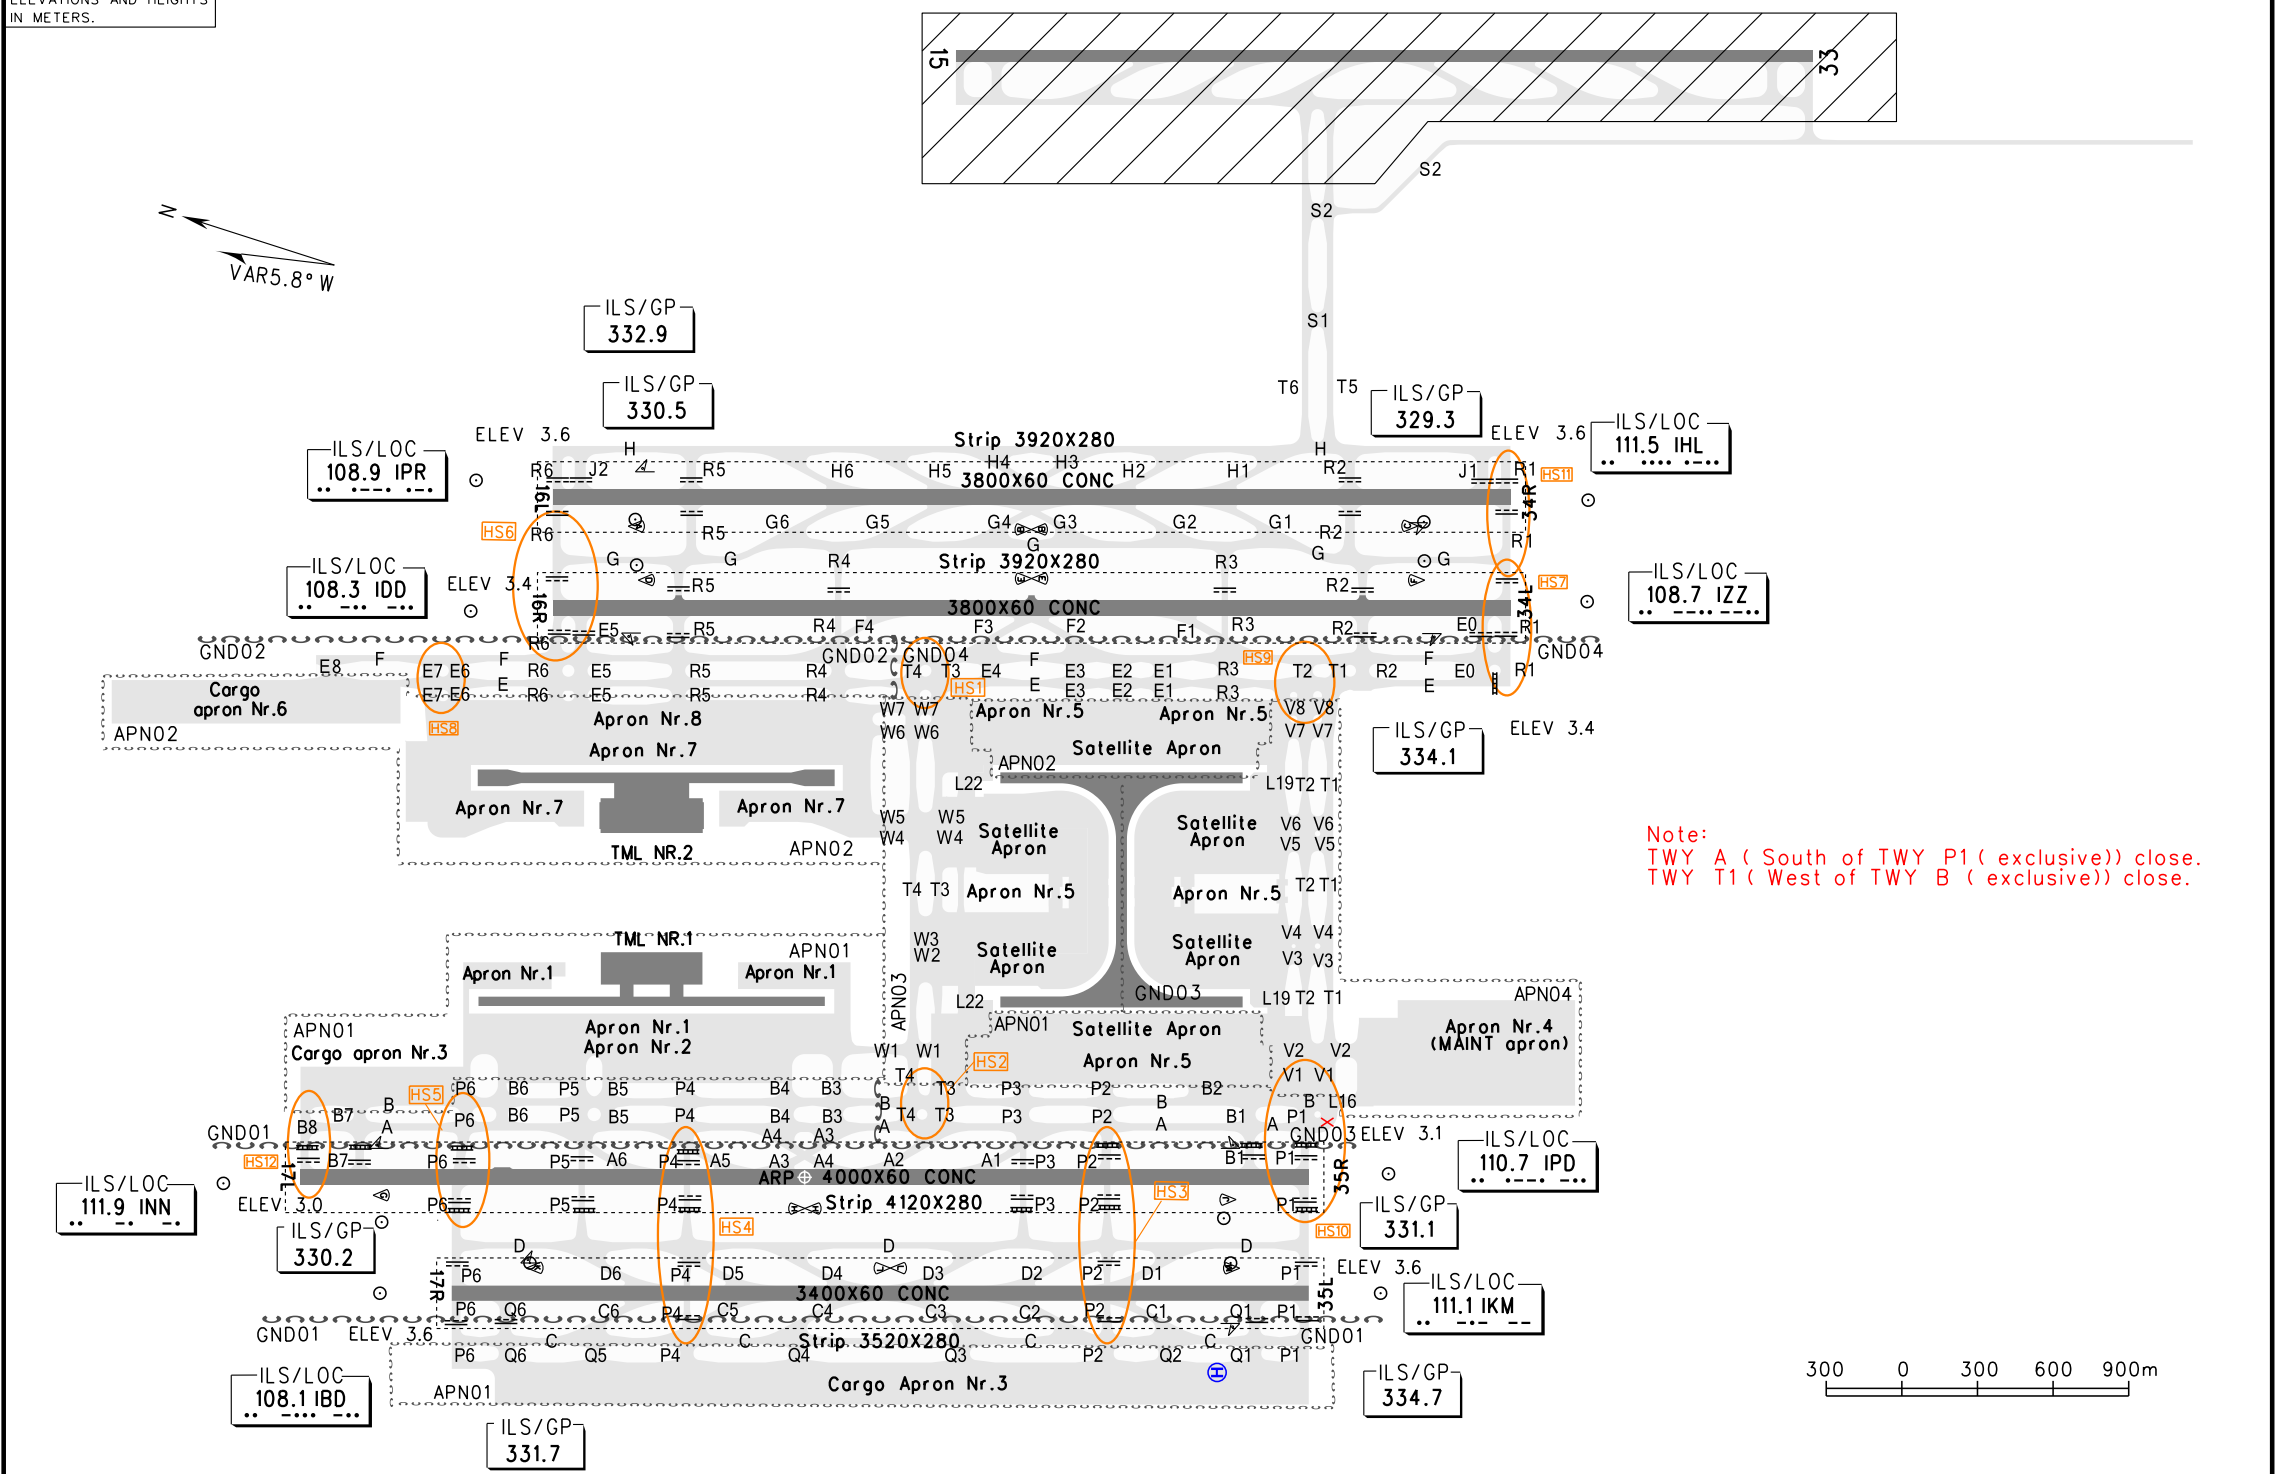 ELEVATIONS AND HEIGHTS
IN METERS.
15
33
S2
S2
N
VAR5.8° W
S1
ILS/GP
332.9
ILS/GP
330.5
T6 T5
ILS/GP
329.3
ELEV 3.6
Strip 3920X280
ELEV 3.6
ILS/LOC
111.5 IHL
ILS/LOC
108.9 IPR
H H
R6 J2 R5 H6 H5 H4 H3 H2 H1 R2 J1 R1
HS11
3800X60 CONC
16L
34R
HS6
R6 R5 G6 G5 G4 G3 G2 G1 R2 R1
G G G G G
R4 R3
Strip 3920X280
ILS/LOC
108.3 IDD
ELEV 3.4
R5 R2
HS7
ILS/LOC
108.7 IZZ
16R
3800X60 CONC
34L
E5 R5 R4 F4 F3 F2 F1 R3 R2 E0
R6
GND02 GND02 GND04 GND04
E8 F E7 E6 F R6 E5 R5 R4 T4 T3 E4 F E3 E2 E1 R3 HS9 T2 T1 R2 F E0 R1
E7 E6 E R6 E5 R5 R4 HS1 E E3 E2 E1 R3 E
Cargo
apron Nr.6
APN02
HS8
Apron Nr.8
W7 W7 Apron Nr.5 Apron Nr.5 V8 V8
W6 W6 V7 V7
ELEV 3.4
Apron Nr.7
Satellite Apron
ILS/GP
334.1
APN02
L22 L19 T2 T1
Apron Nr.7 Apron Nr.7
W5 W5 Satellite Apron Satellite Apron V6 V6
W4 W4 V5 V5
TML NR.2
APN02
Note:
TWY A ( South of TWY P1 ( exclusive)) close.
TWY T1 ( West of TWY B ( exclusive)) close.
T4 T3 Apron Nr.5 Apron Nr.5 T2 T1
TML NR.1
APN01
W3 W2 Satellite Apron Satellite Apron V4 V4
V3 V3
Apron Nr.1 Apron Nr.1
APN03
L22 GND03 L19 T2 T1
APN04
APN01
Apron Nr.1
Apron Nr.2
APN01
Satellite Apron
Apron Nr.5
Apron Nr.4
(MAINT apron)
Cargo apron Nr.3
W1 W1 HS2 V2 V2
T4 V1 V1
HS5 P6 B6 P5 B5 P4 B4 B3 T3 P3 P2 B2
B B B B L16
B7 P6 B6 P5 B5 P4 B4 B3 T4 T3 P3 P2 B1 P1
B8 A A4 A3 A A A
GND01 GND03 ELEV 3.1
HS12 B7 P6 P5 A6 P4 A5 A3 A4 A2 A1 P3 P2 B1 P1
17L
ARP 4000X60 CONC
35R
ILS/LOC
110.7 IPD
ILS/LOC
111.9 INN
ELEV 3.0
P6 P5 P4 Strip 4120X280 P3 P2 HS3 P1
HS4
HS10
ILS/GP
331.1
ILS/GP
330.2
D D D
P6 D6 P4 D5 D4 D3 D2 P2 D1 P1
ELEV 3.6
17R
3400X60 CONC
35L
ILS/LOC
111.1 IKM
P6 Q6 C6 P4 C5 C4 C3 C2 P2 C1 Q1 P1
GND01 ELEV 3.6
C C Strip 3520X280 C C
GND01
P6 Q6 Q5 P4 Q4 Q3 P2 Q2 Q1 P1
H
APN01
Cargo Apron Nr.3
ILS/LOC
108.1 IBD
ILS/GP
334.7
ILS/GP
331.7
300 0 300 600 900m